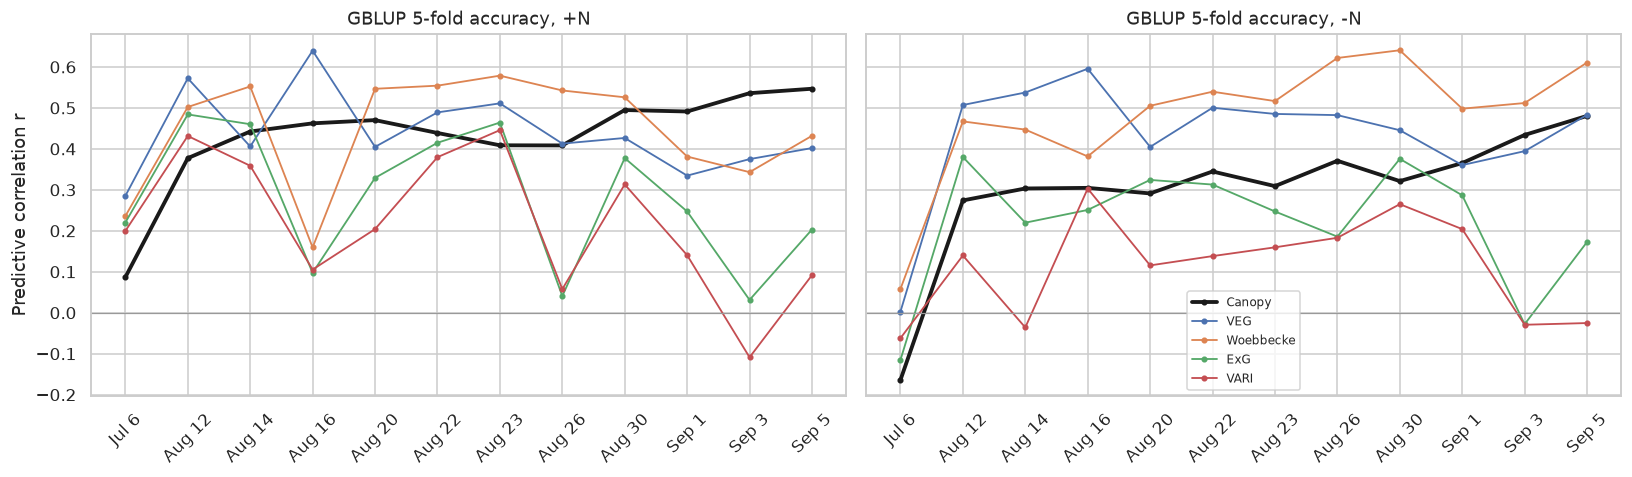 GBLUP 5-fold accuracy, +N
GBLUP 5-fold accuracy, -N
Predictive correlation r
0.6
0.5
0.4
0.3
0.2
0.1
0.0
−0.1
−0.2
Jul 6
Aug 12
Aug 14
Aug 16
Aug 20
Aug 22
Aug 23
Aug 26
Aug 30
Sep 1
Sep 3
Sep 5
Canopy
VEG
Woebbecke
ExG
VARI
Jul 6
Aug 12
Aug 14
Aug 16
Aug 20
Aug 22
Aug 23
Aug 26
Aug 30
Sep 1
Sep 3
Sep 5